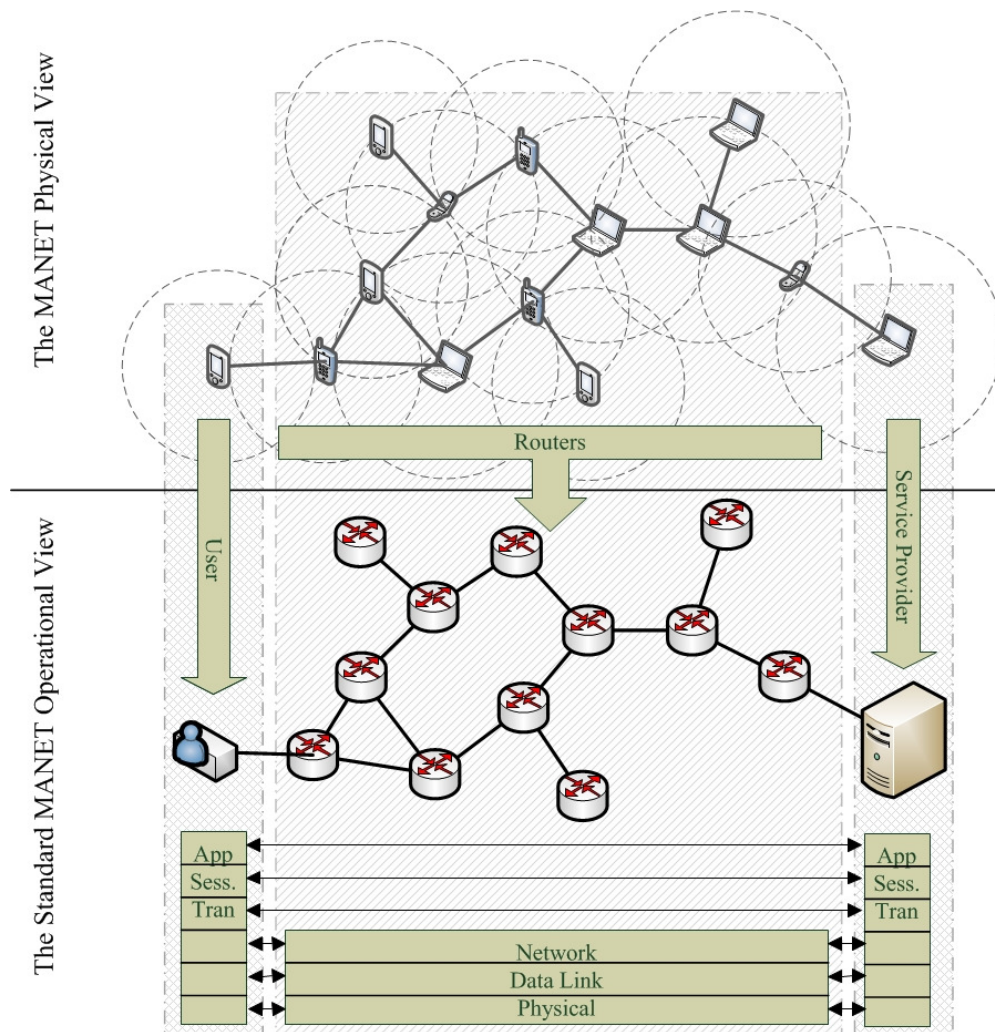 The MANET Physical View
Routers
User
Service Provider
The Standard MANET Operational View
App
App
Sess.
Sess.
Tran
Tran
Network
Data Link
Physical